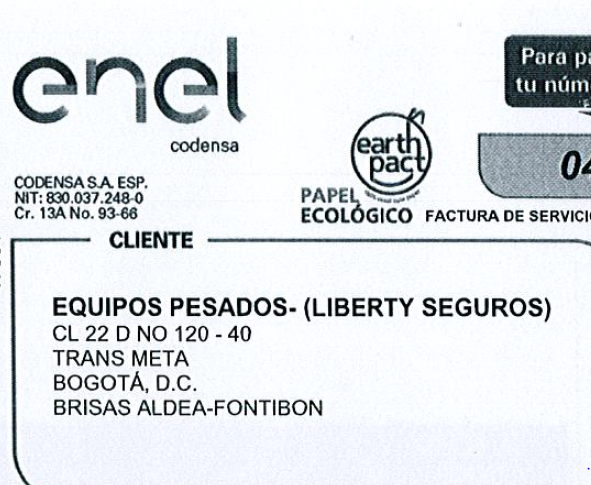 enel
codensa
Para pa
tu núm
earth
pact
PAPEL
ECOLÓGICO
04
CODENSA S.A. ESP.
NIT: 830.037.248-0
Cr. 13A No. 93-66
FACTURA DE SERVICI
CLIENTE
EQUIPOS PESADOS- (LIBERTY SEGUROS)
CL 22 D NO 120 - 40
TRANS META
BOGOTÁ, D.C.
BRISAS ALDEA-FONTIBON